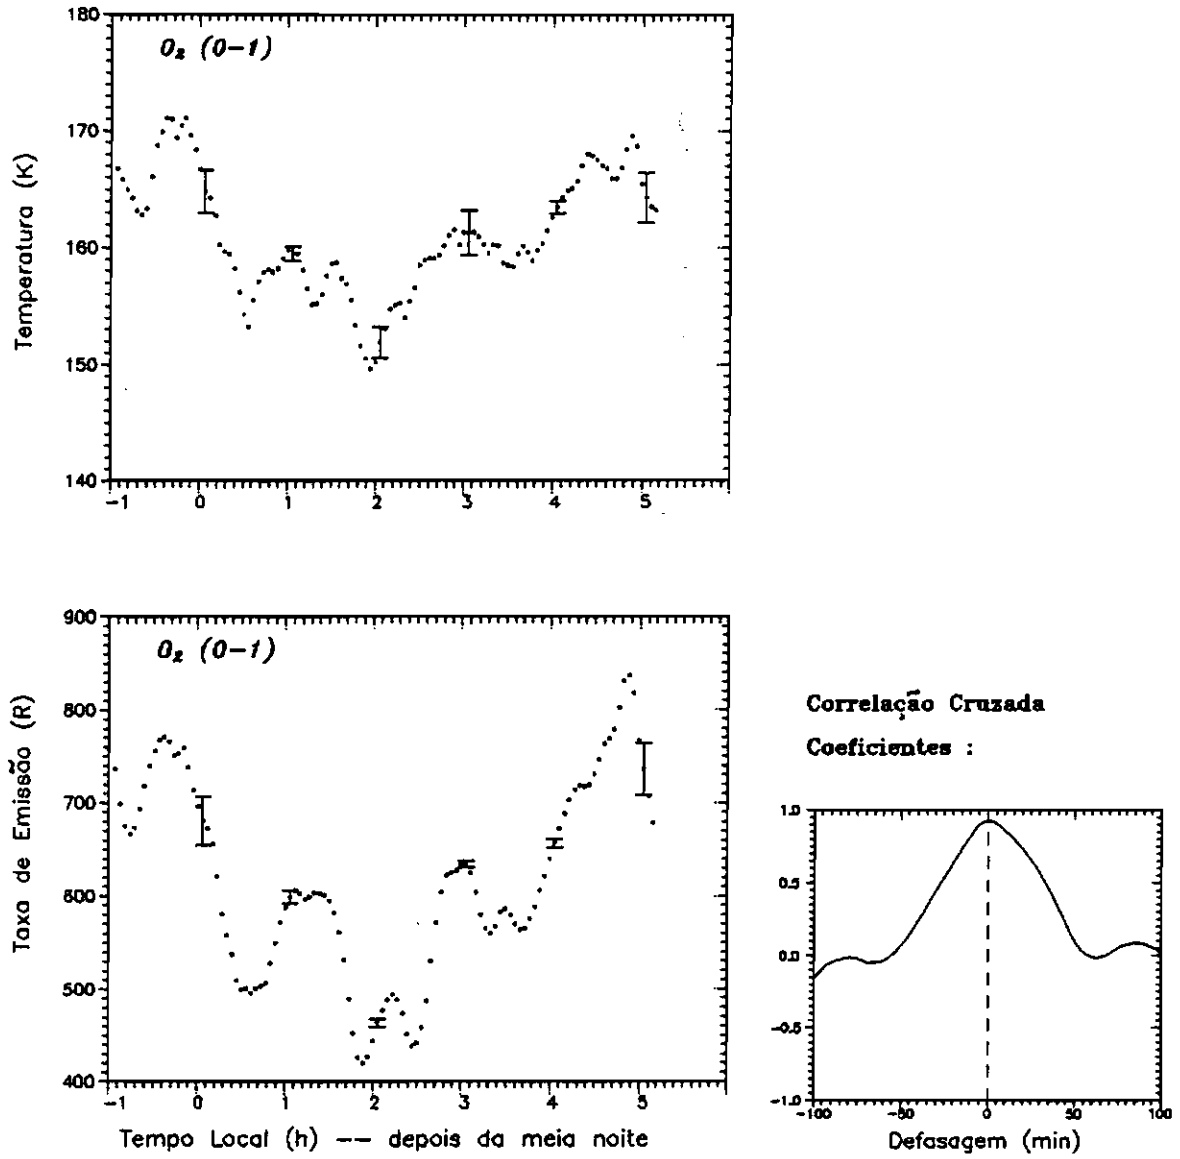 180
O₂ (0-1)
170
160
150
140
Temperatura (K)
-1 0 1 2 3 4 5
900
O₂ (0-1)
800
700
600
500
400
Taxa de Emissão (R)
-1 0 1 2 3 4 5
Tempo Local (h) -- depois da meia noite
Correlação Cruzada
Coeficientes :
1.0
0.5
0.0
-0.5
-1.0
-100 -50 0 50 100
Defasagem (min)